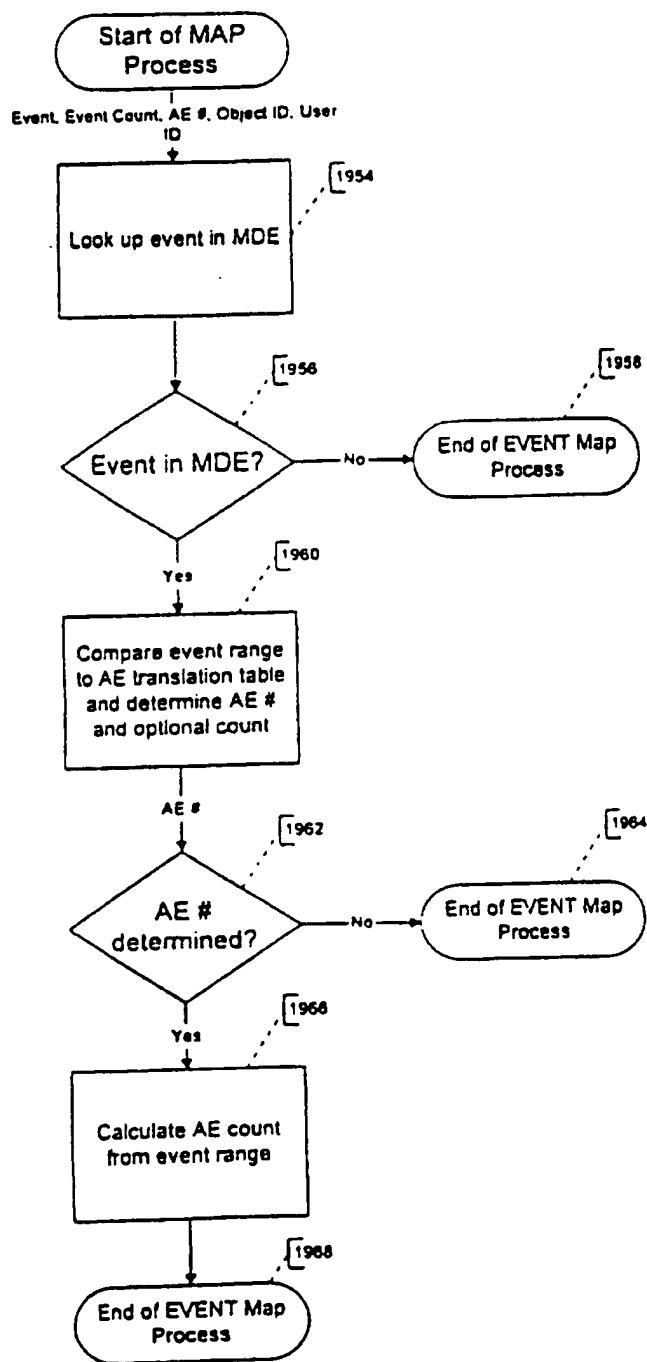 Start of MAP
Process
Event, Event Count, AE #, Object ID, User
ID
1954
Look up event in MDE
1956
1958
Event in MDE?
No
End of EVENT Map
Process
Yes
1960
Compare event range
to AE translation table
and determine AE #
and optional count
AE #
1962
1964
AE #
determined?
No
End of EVENT Map
Process
Yes
1966
Calculate AE count
from event range
1968
End of EVENT Map
Process